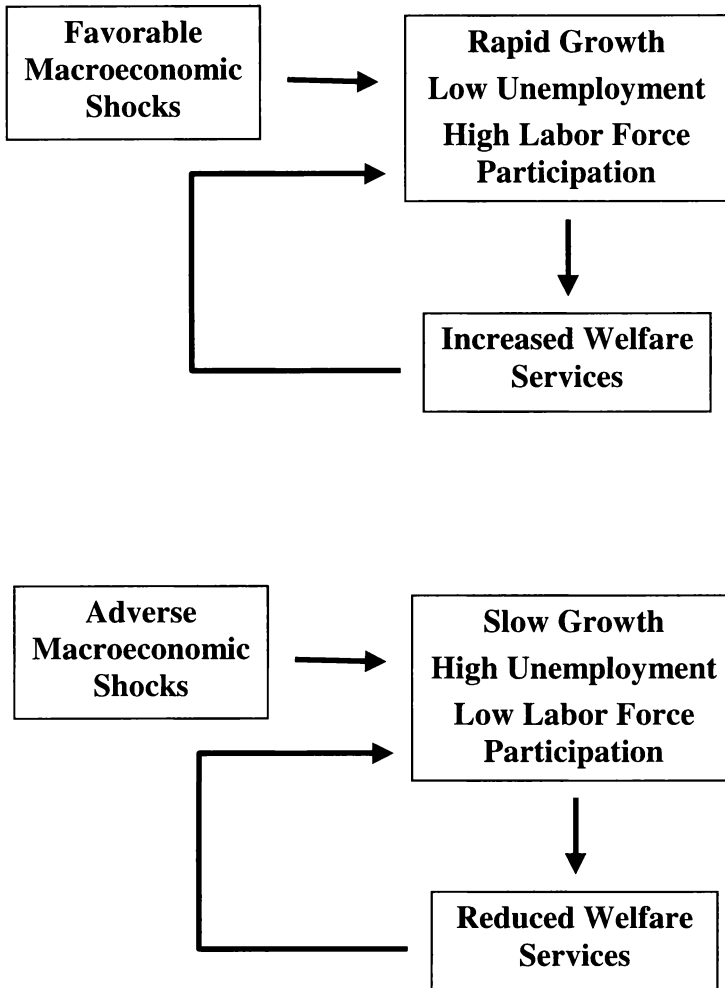 Favorable
Macroeconomic
Shocks
Rapid Growth
Low Unemployment
High Labor Force
Participation
Increased Welfare
Services
Adverse
Macroeconomic
Shocks
Slow Growth
High Unemployment
Low Labor Force
Participation
Reduced Welfare
Services